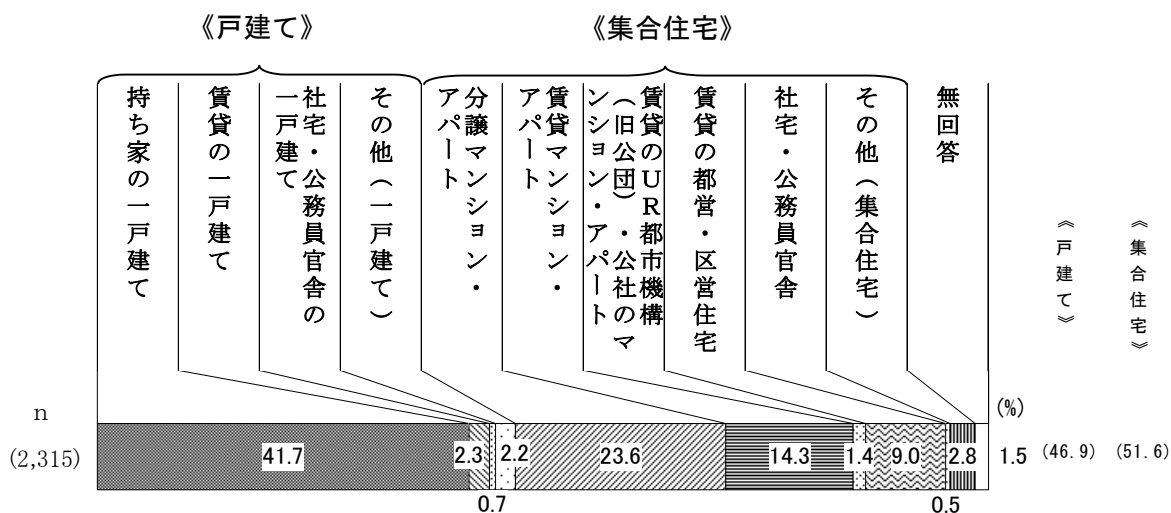 《戸建て》
《集合住宅》
持ち家の一戸建て
賃貸の一戸建て
社宅・公務員官舎の
一戸建て
その他(一戸建て)
分譲マンション・
アパート
賃貸マンション・
アパート
賃貸のUR都市機構
(旧公団)・公社のマ
ンション・アパート
賃貸の都営・区営住宅
社宅・公務員官舎
その他(集合住宅)
無回答
《戸建て》
《集合住宅》
n
(%)
(2,315)
41.7
2.3
2.2
23.6
14.3
1.4
9.0
2.8
1.5
(46.9)
(51.6)
0.7
0.5